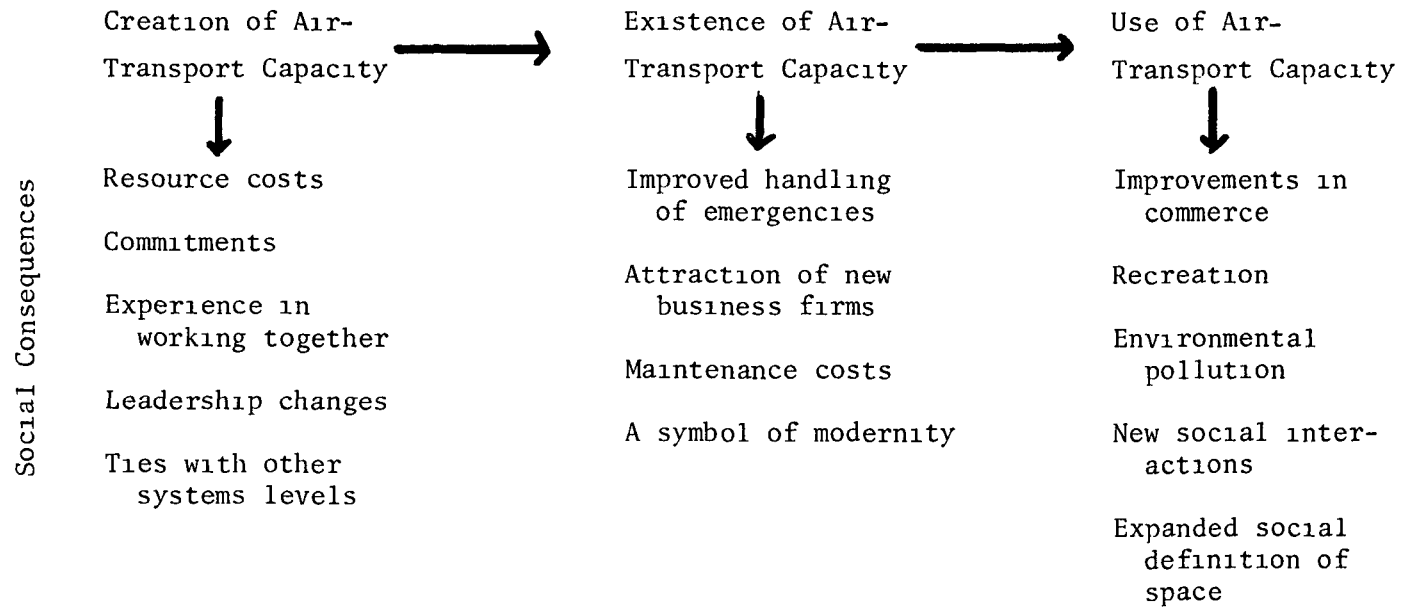 Creation of Air-
Transport Capacity
Existence of Air-
Transport Capacity
Use of Air-
Transport Capacity
Social Consequences
Resource costs
Commitments
Experience in
working together
Leadership changes
Ties with other
systems levels
Improved handling
of emergencies
Attraction of new
business firms
Maintenance costs
A symbol of modernity
Improvements in
commerce
Recreation
Environmental
pollution
New social inter-
actions
Expanded social
definition of
space